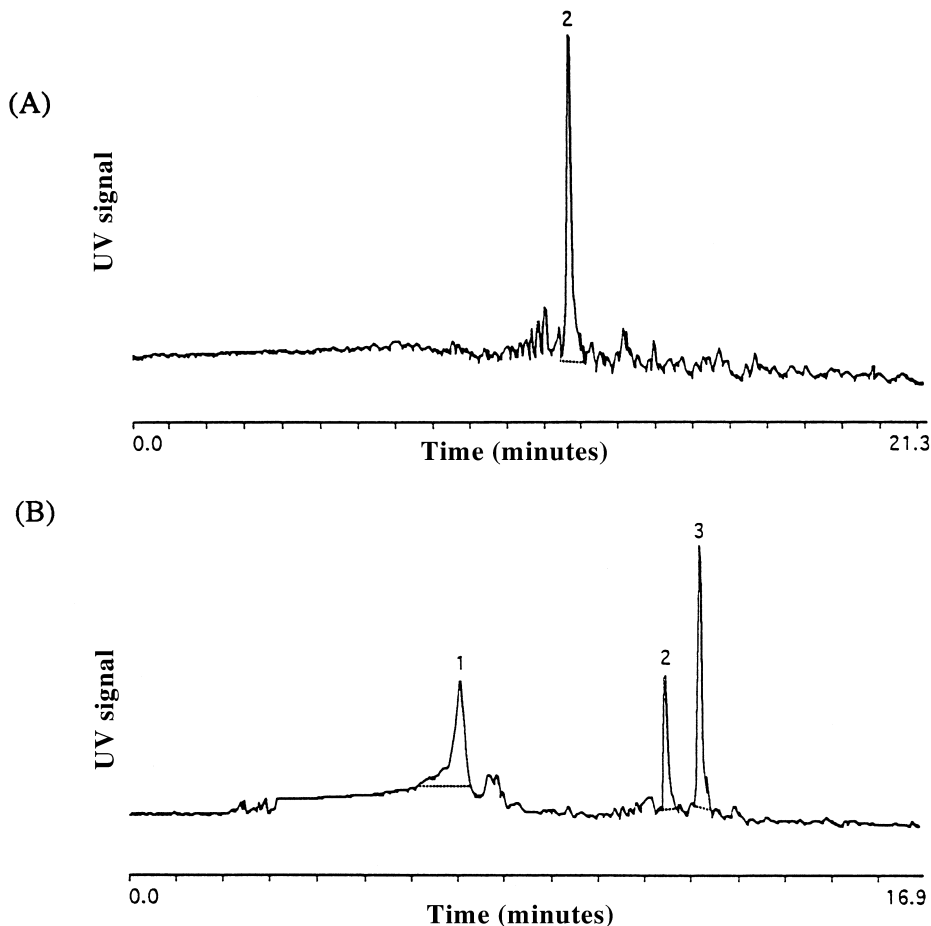 2
(A)
UV signal
0.0
Time (minutes)
21.3
(B)
3
1
2
UV signal
0.0
Time (minutes)
16.9